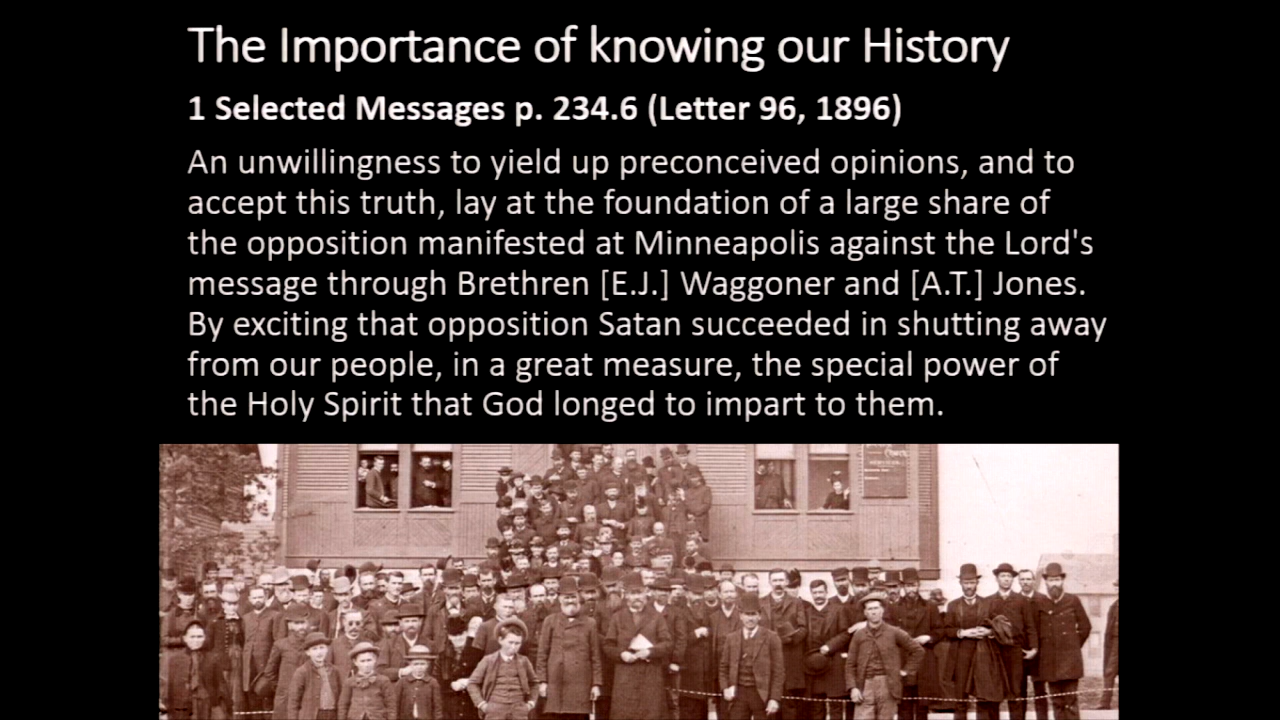 The Importance of knowing our History
1 Selected Messages p. 234.6 (Letter 96, 1896)
An unwillingness to yield up preconceived opinions, and to
accept this truth, lay at the foundation of a large share of
the opposition manifested at Minneapolis against the Lord's
message through Brethren [E.J.] Waggoner and [A.T.] Jones.
By exciting that opposition Satan succeeded in shutting away
from our people, in a great measure, the special power of
the Holy Spirit that God longed to impart to them.